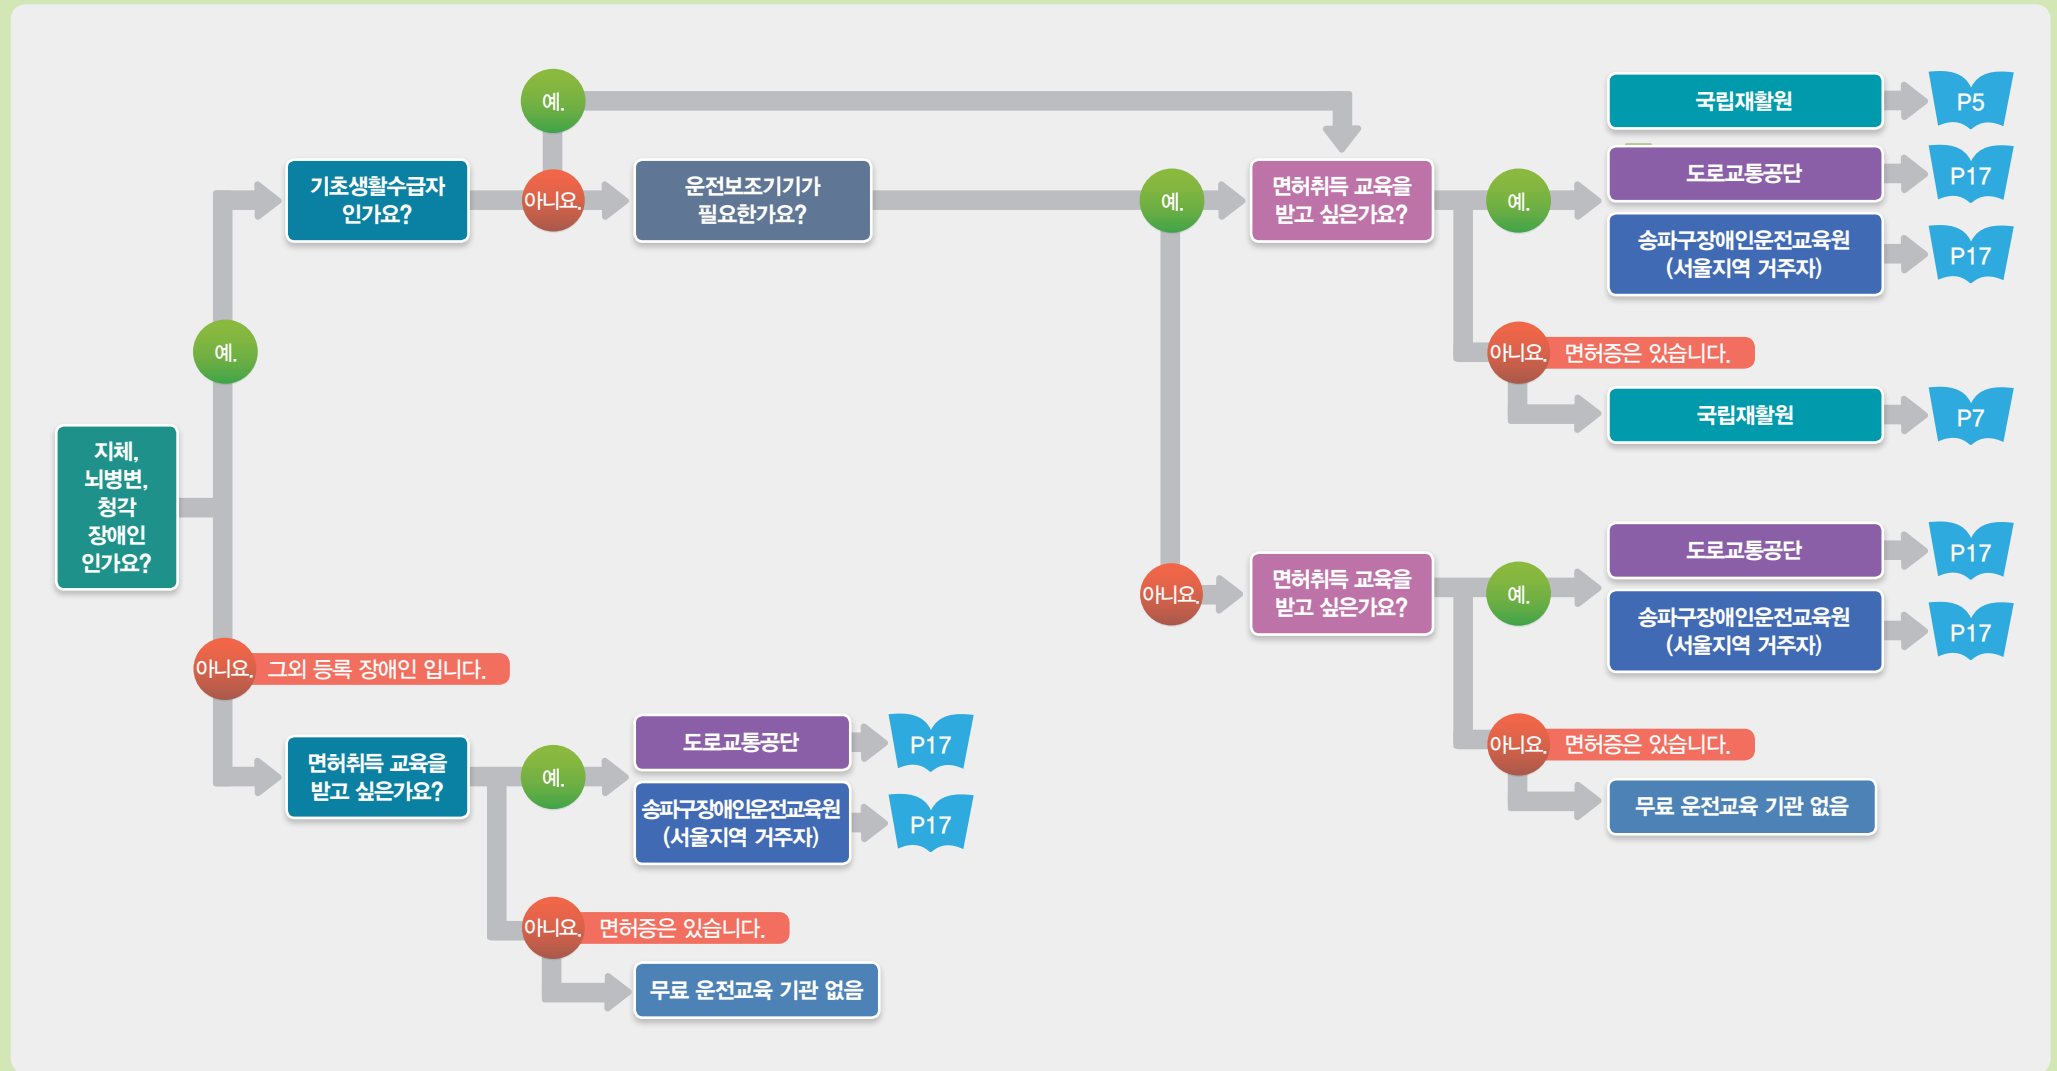 지체,
뇌병변,
청각
장애인
인가요?
예.
기초생활수급자
인가요?
예.
아니요.
운전보조기기가
필요한가요?
예.
면허취득 교육을
받고 싶은가요?
예.
국립재활원
P5
도로교통공단
P17
송파구장애인운전교육원
(서울지역 거주자)
P17
아니요. 면허증은 있습니다.
국립재활원
P7
아니요.
면허취득 교육을
받고 싶은가요?
예.
도로교통공단
P17
송파구장애인운전교육원
(서울지역 거주자)
P17
아니요. 면허증은 있습니다.
무료 운전교육 기관 없음
아니요. 그외 등록 장애인 입니다.
면허취득 교육을
받고 싶은가요?
예.
도로교통공단
P17
송파구장애인운전교육원
(서울지역 거주자)
P17
아니요. 면허증은 있습니다.
무료 운전교육 기관 없음